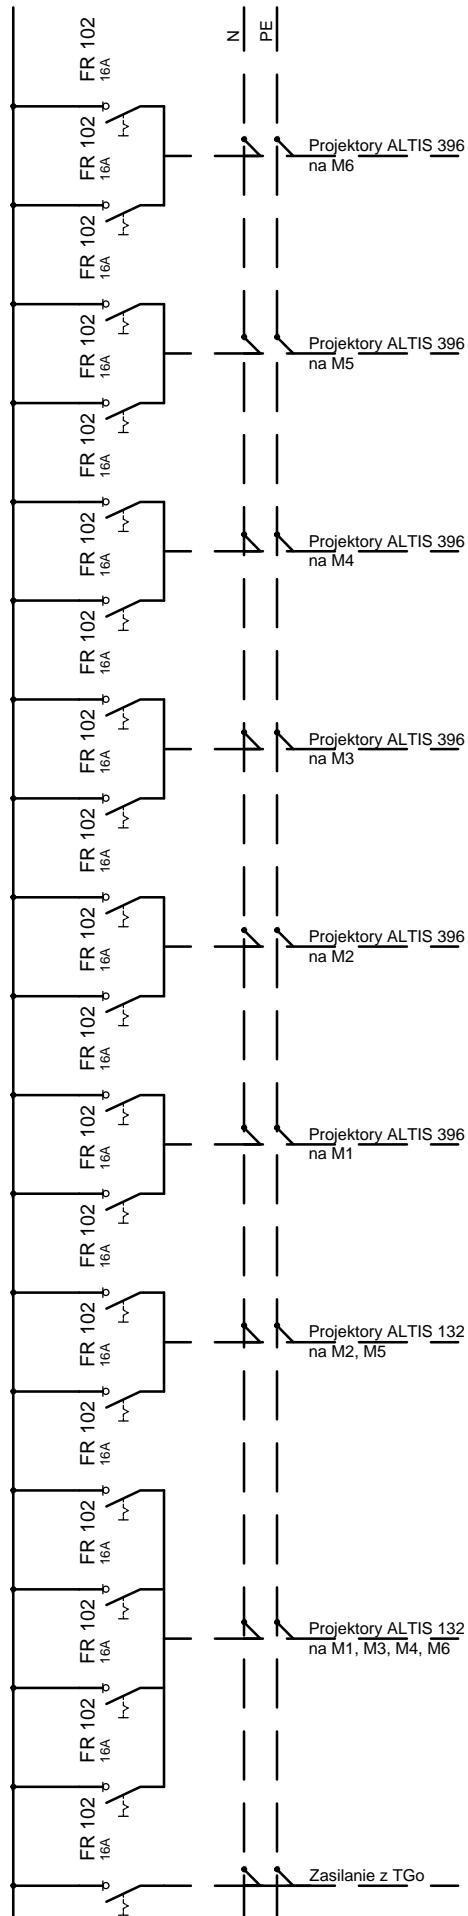 N
PE
FR 102
16A
FR 102
16A
Projektory ALTIS 396
na M6
FR 102
16A
FR 102
16A
Projektory ALTIS 396
na M5
FR 102
16A
FR 102
16A
Projektory ALTIS 396
na M4
FR 102
16A
FR 102
16A
Projektory ALTIS 396
na M3
FR 102
16A
FR 102
16A
Projektory ALTIS 396
na M2
FR 102
16A
FR 102
16A
Projektory ALTIS 396
na M1
FR 102
16A
FR 102
16A
Projektory ALTIS 132
na M2, M5
FR 102
16A
FR 102
16A
FR 102
16A
Projektory ALTIS 132
na M1, M3, M4, M6
FR 102
16A
FR 102
16A
Zasilanie z TGo